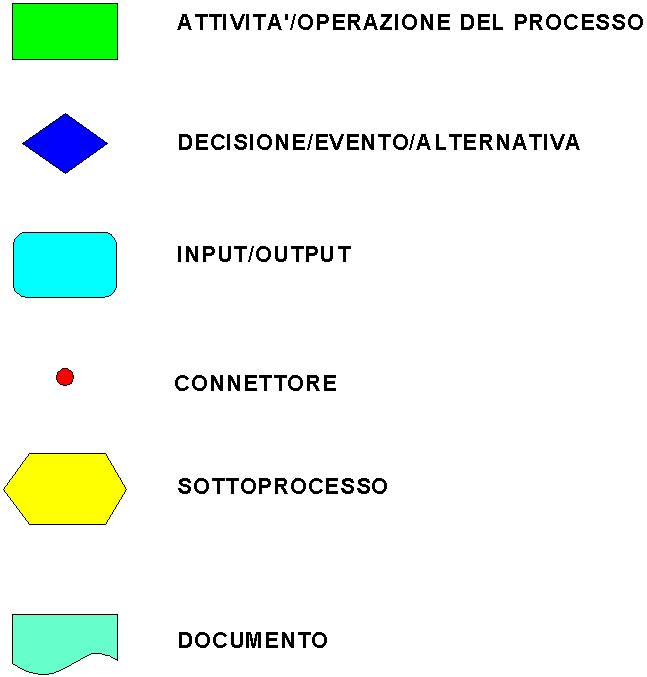 ATTIVITA'/OPERAZIONE DEL PROCESSO
DECISIONE/EVENTO/ALTERNATIVA
INPUT/OUTPUT
CONNETTORE
SOTTOPROCESSO
DOCUMENTO